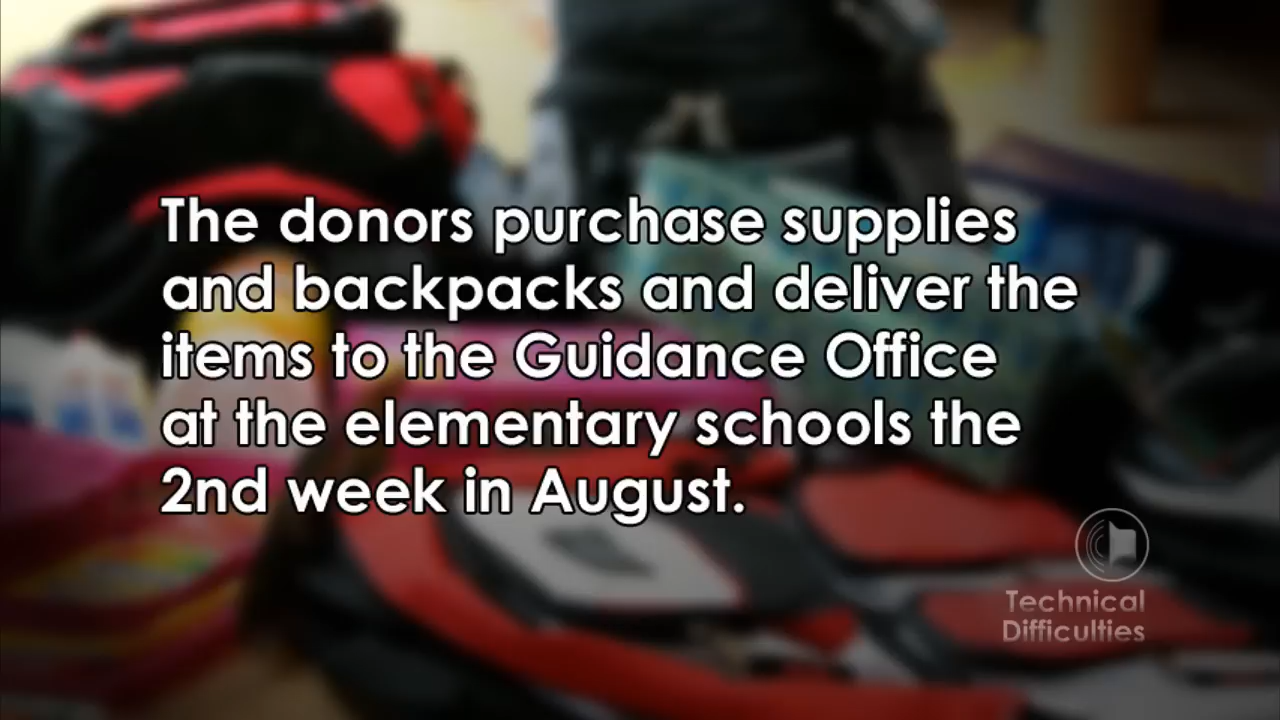 The donors purchase supplies
and backpacks and deliver the
items to the Guidance Office
at the elementary schools the
2nd week in August.
Technical
Difficulties